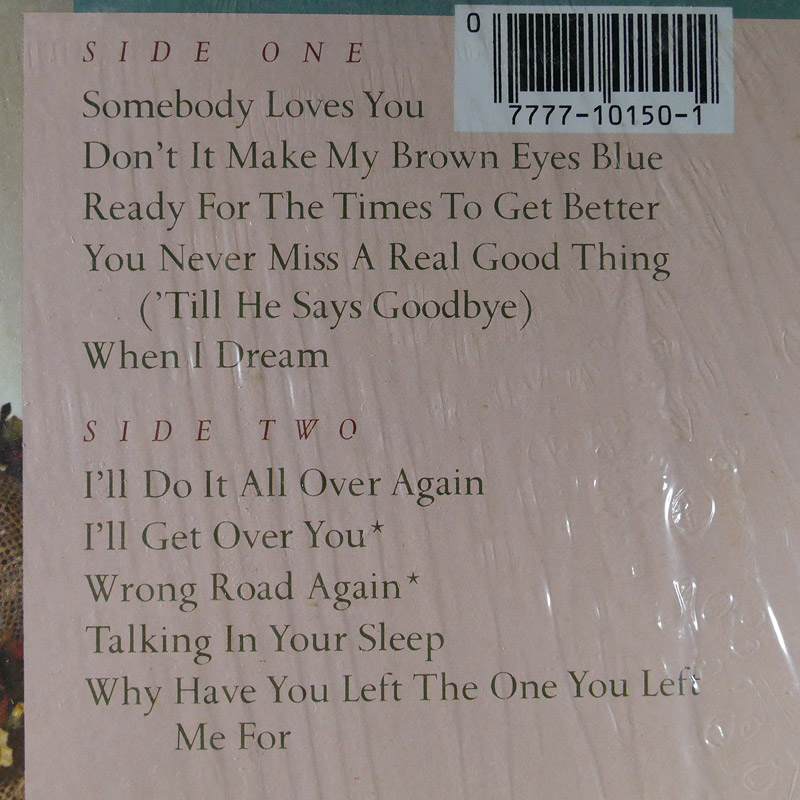 SIDE ONE
0
7777-10150-1
Somebody Loves You
Don't It Make My Brown Eyes Blue
Ready For The Times To Get Better
You Never Miss A Real Good Thing
('Till He Says Goodbye)
When I Dream
SIDE TWO
I'll Do It All Over Again
I'll Get Over You*
Wrong Road Again*
Talking In Your Sleep
Why Have You Left The One You Left
Me For